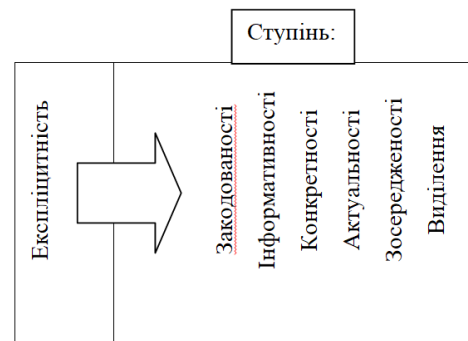 Ступінь:
Експліцитність
Закодованості
Інформативності
Конкретності
Актуальності
Зосередженості
Виділення